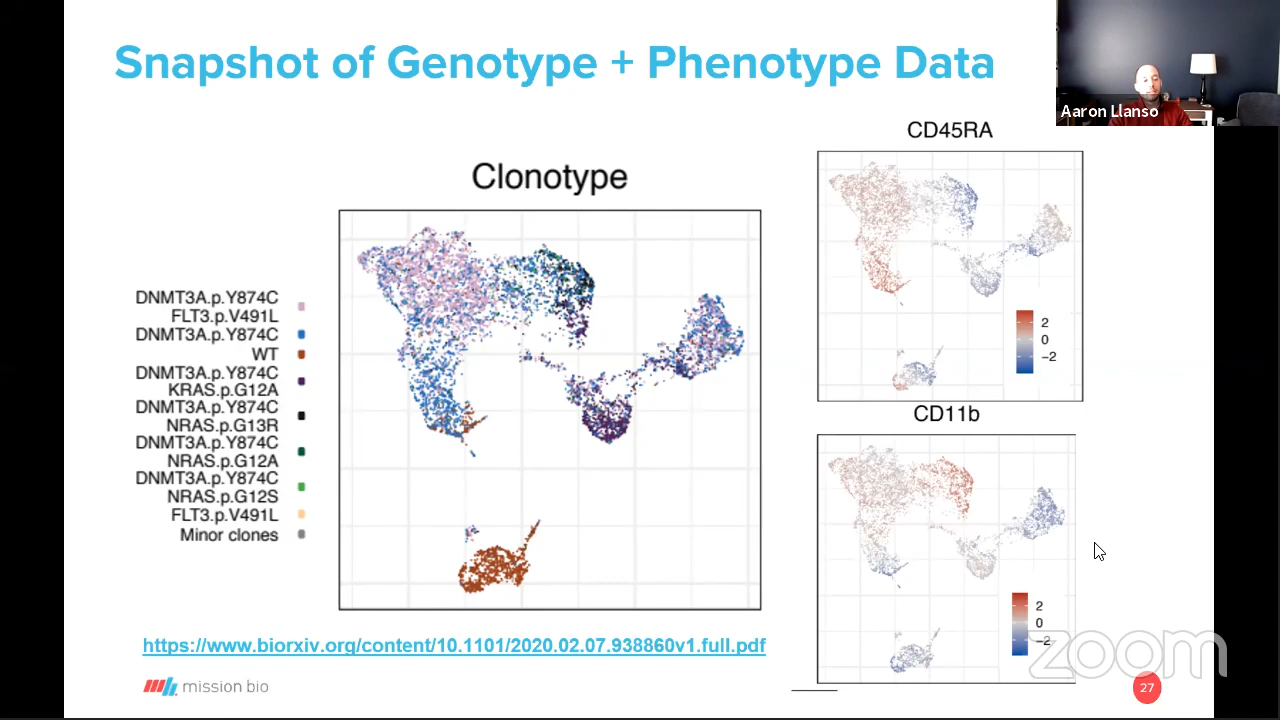 Snapshot of Genotype + Phenotype Data
Aaron Llanso
Clonotype
DNMT3A.p.Y874C
FLT3.p.V491L
DNMT3A.p.Y874C
WT
DNMT3A.p.Y874C
KRAS.p.G12A
DNMT3A.p.Y874C
NRAS.p.G13R
DNMT3A.p.Y874C
NRAS.p.G12A
DNMT3A.p.Y874C
NRAS.p.G12S
FLT3.p.V491L
Minor clones
CD45RA
2
0
−2
CD11b
2
0
−2
https://www.biorxiv.org/content/10.1101/2020.02.07.938860v1.full.pdf
mission bio
zoom
27